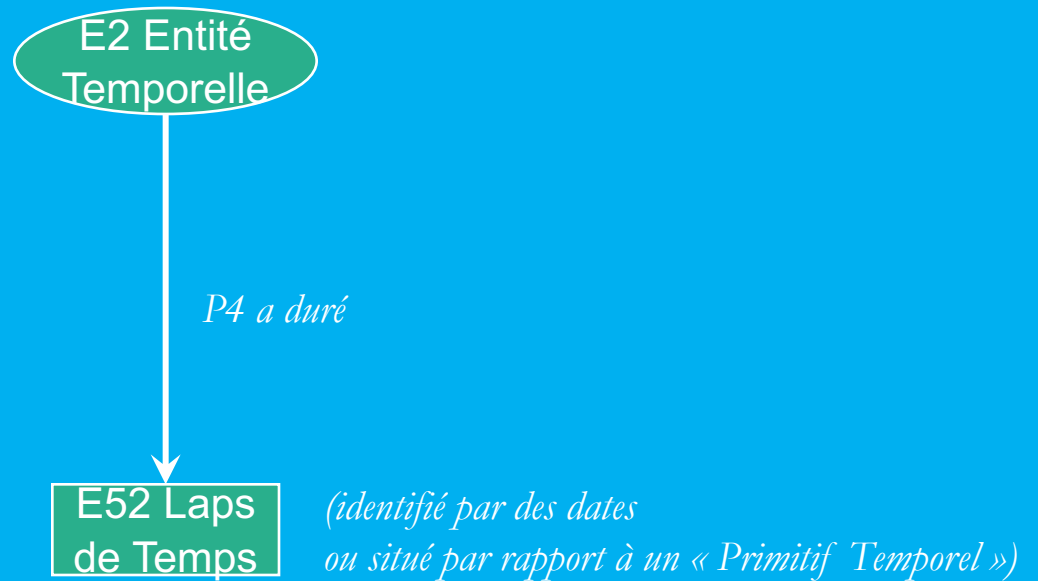 E2 Entité
Temporelle
P4 a duré
E52 Laps
de Temps
(identifié par des dates
ou situé par rapport à un « Primitif Temporel »)